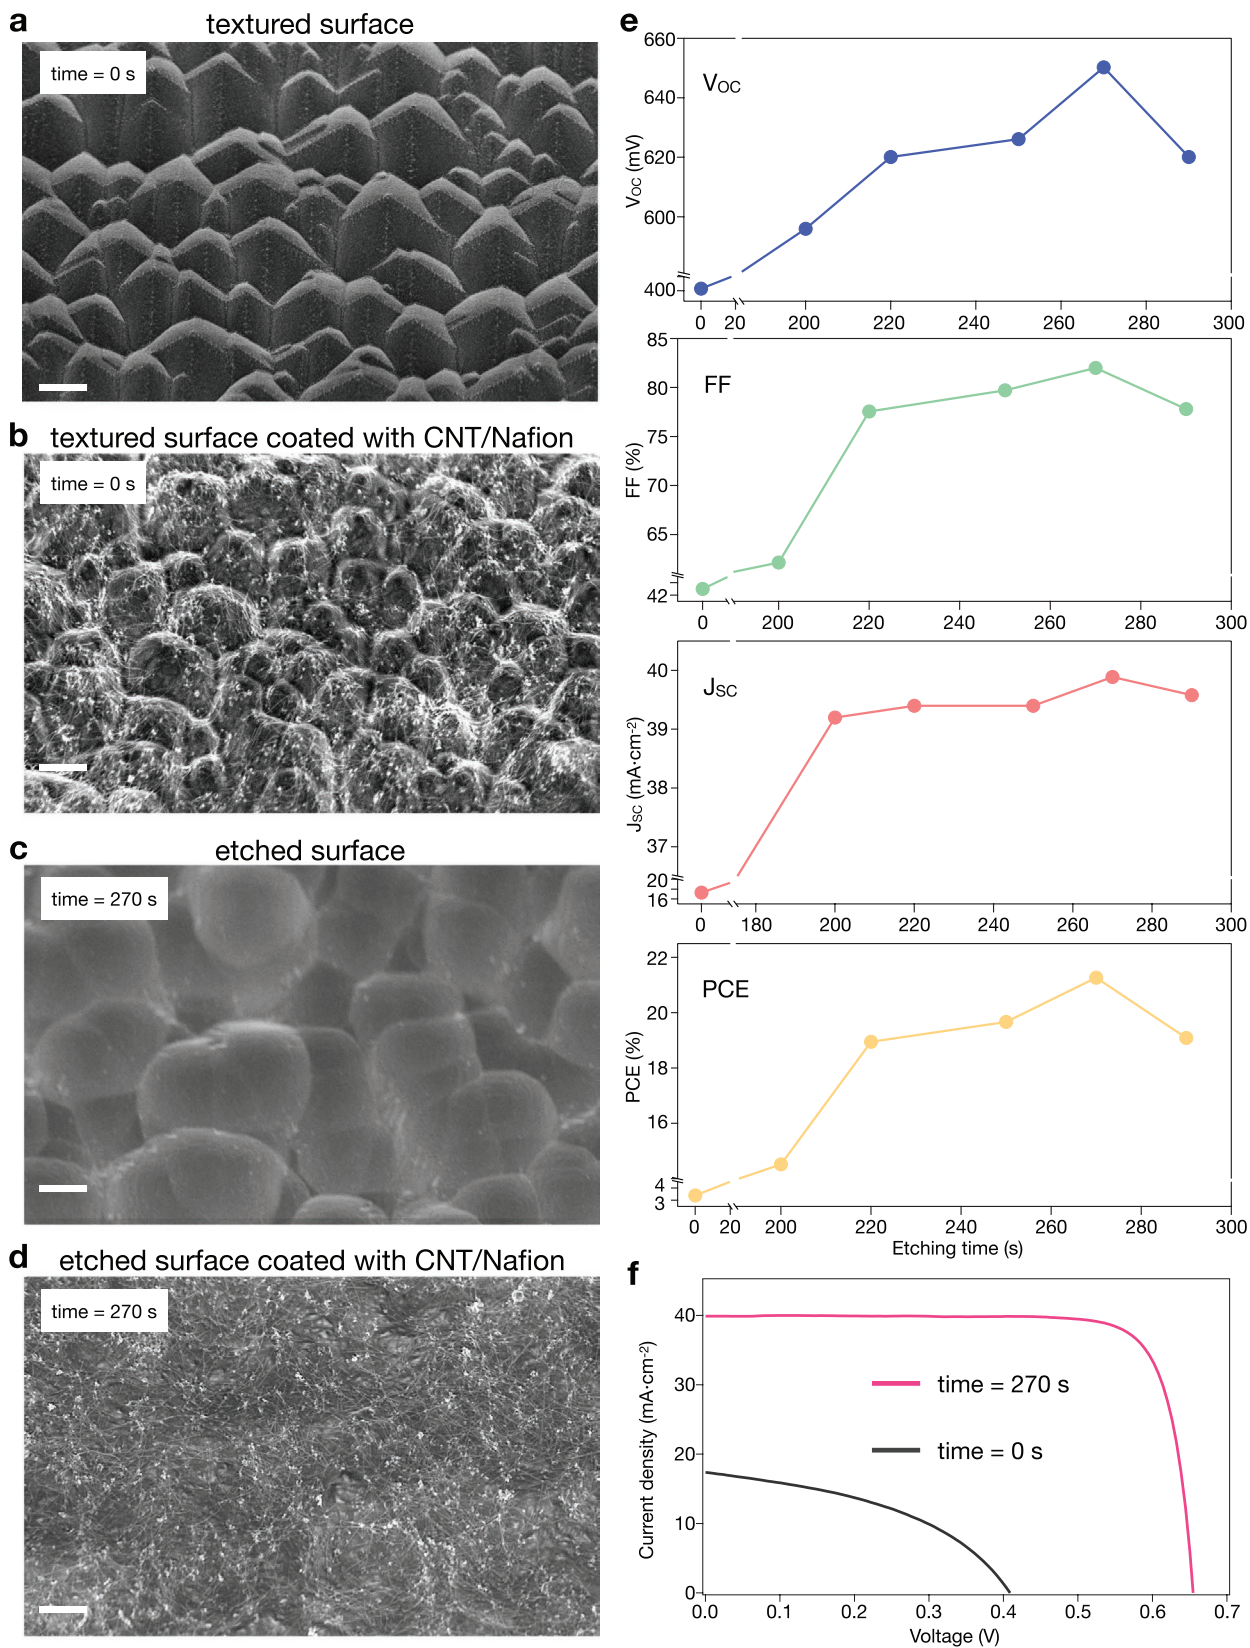 a
textured surface
time = 0 s
b textured surface coated with CNT/Nafion
time = 0 s
c
etched surface
time = 270 s
d etched surface coated with CNT/Nafion
time = 270 s
e
660
640
620
600
400
VOC (mV)
VOC
0 20 200 220 240 260 280 300
85
80
75
70
65
42
FF (%)
FF
0 200 220 240 260 280 300
40
39
38
37
20
16
JSC (mA·cm-2)
JSC
0 180 200 220 240 260 280 300
22
20
18
16
4
3
PCE (%)
PCE
0 20 200 220 240 260 280 300
Etching time (s)
f
40
30
20
10
0
Current density (mA·cm-2)
time = 270 s
time = 0 s
0.0 0.1 0.2 0.3 0.4 0.5 0.6 0.7
Voltage (V)